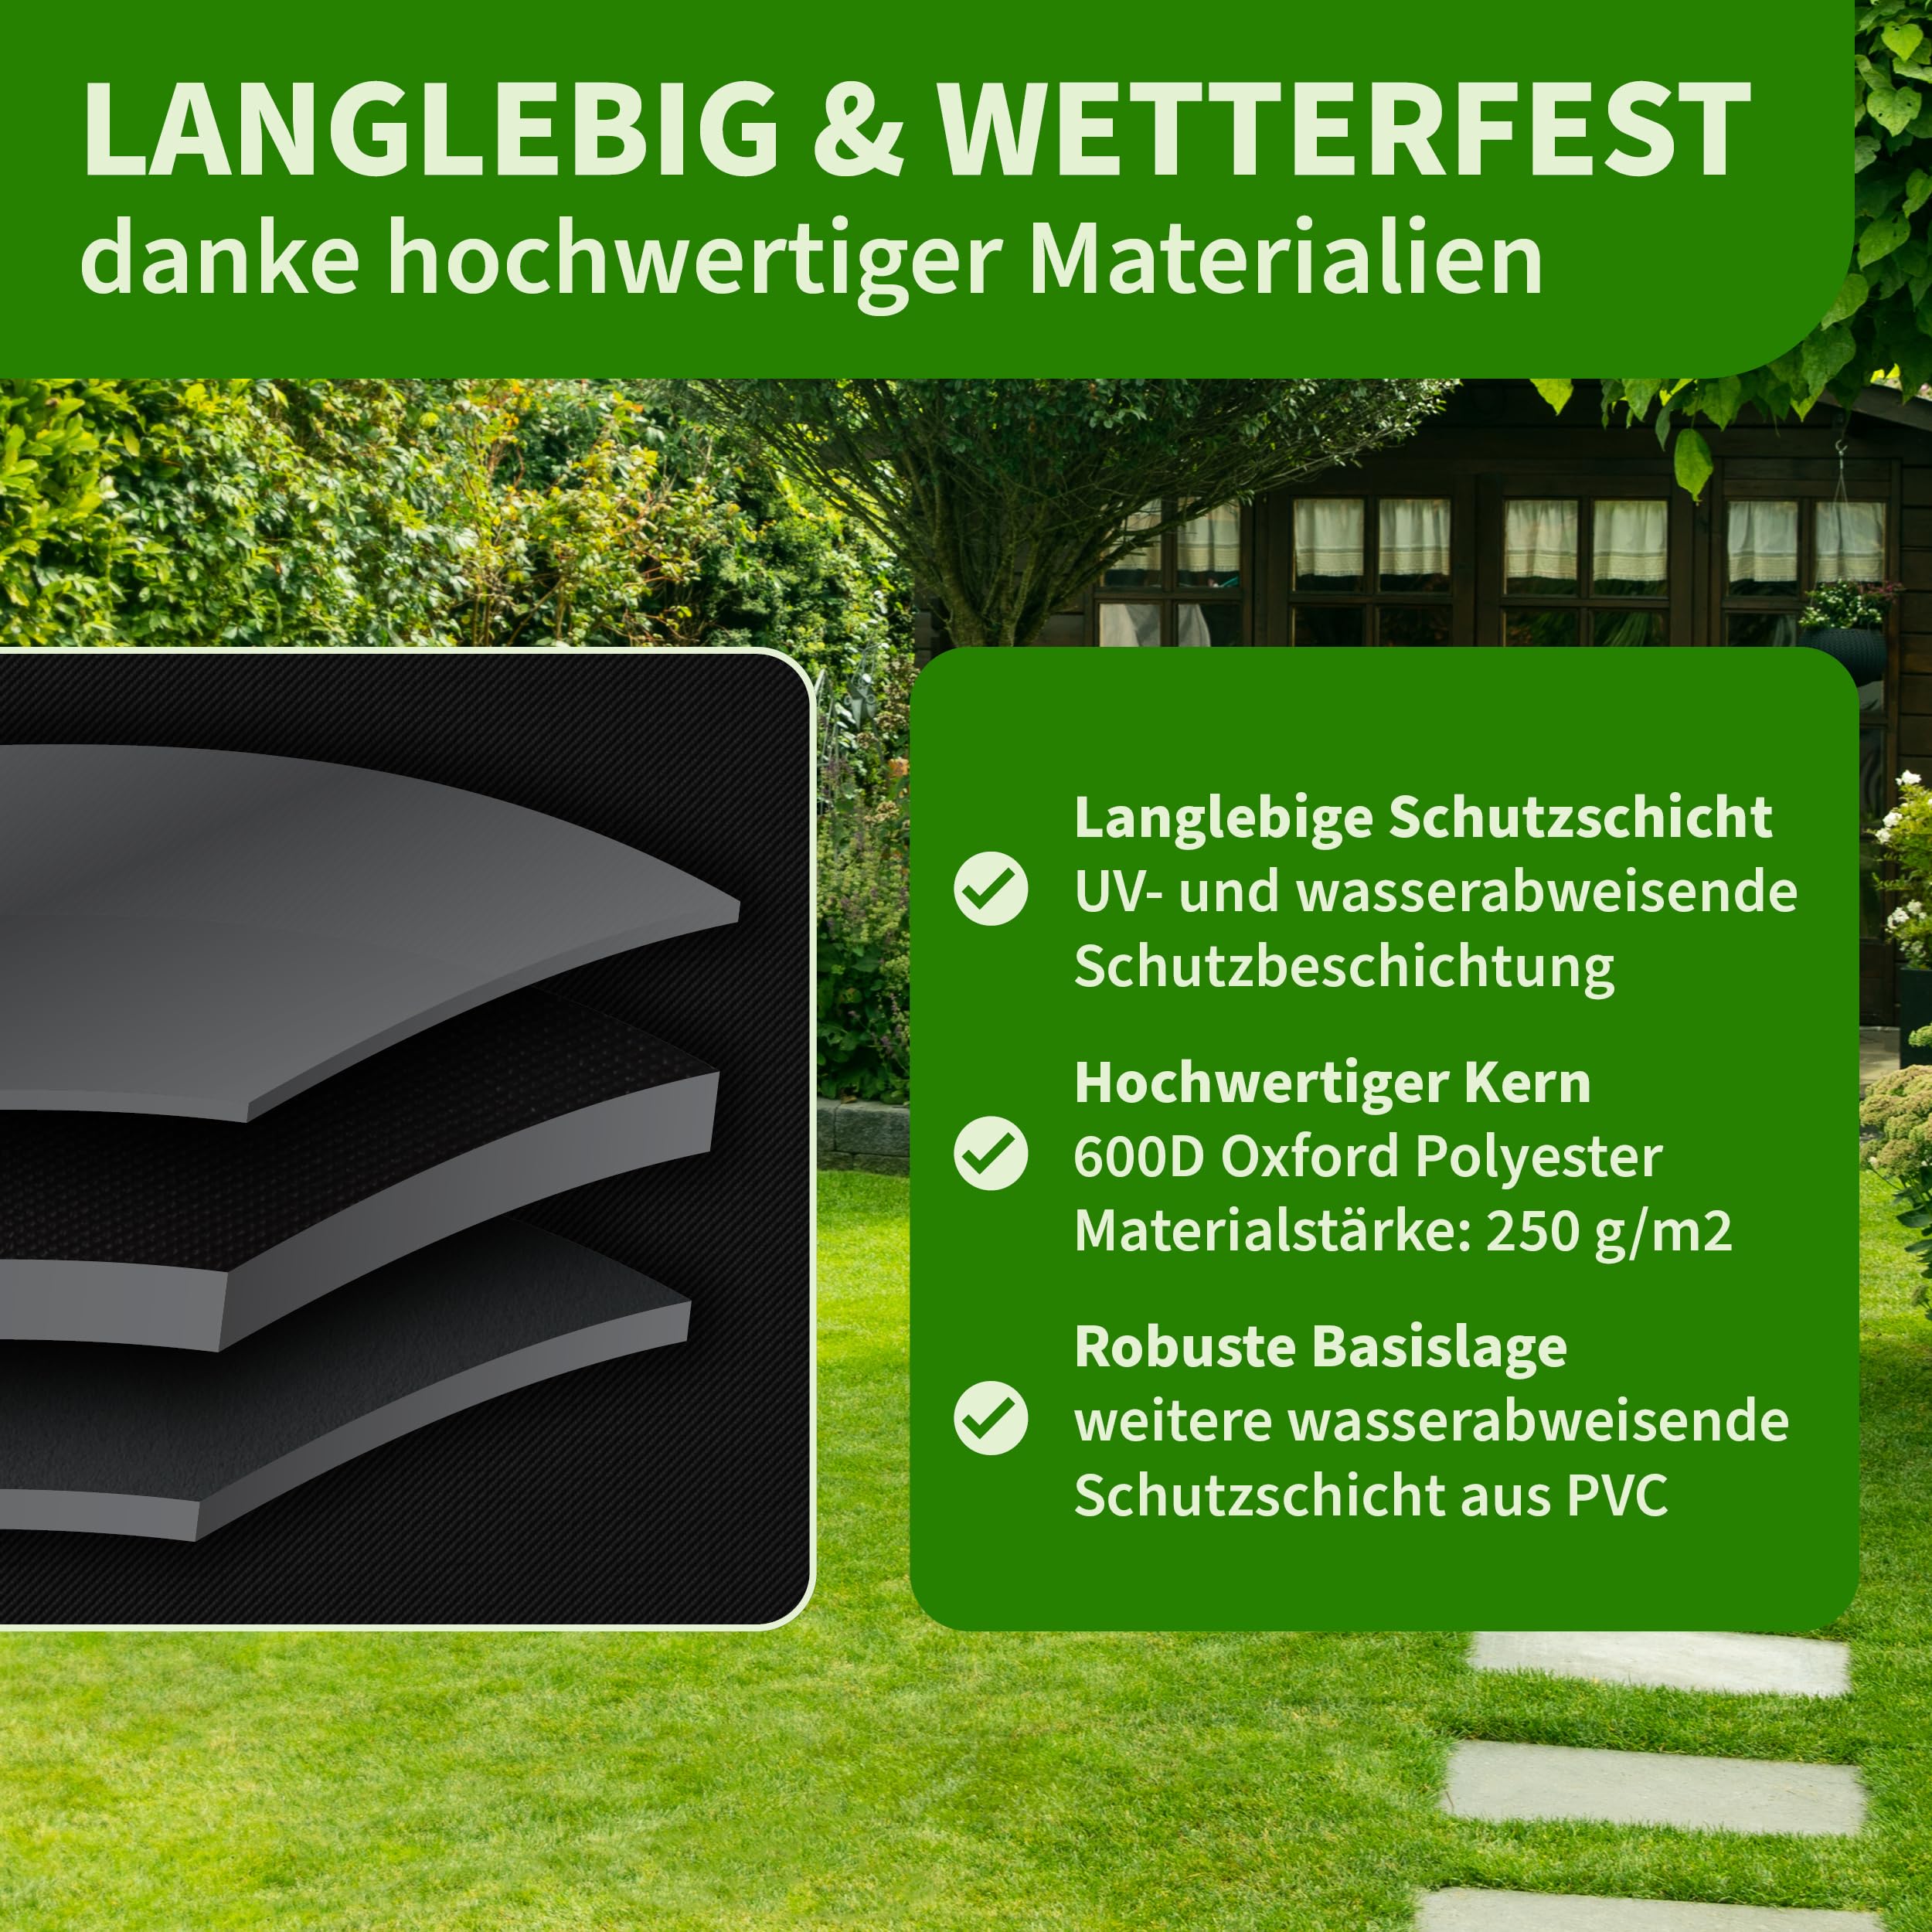 LANGLEBIG & WETTERFEST
danke hochwertiger Materialien
Langlebige Schutzschicht
UV- und wasserabweisende
Schutzbeschichtung
Hochwertiger Kern
600D Oxford Polyester
Materialstärke: 250 g/m2
Robuste Basislage
weitere wasserabweisende
Schutzschicht aus PVC